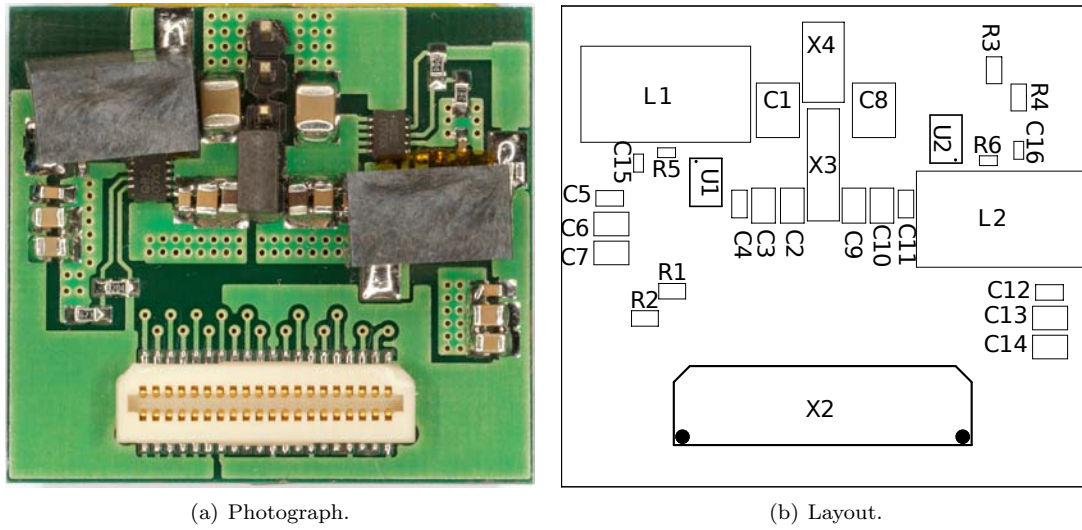 X4
R3
L1
C1
C8
R4
U2
X3
R6
C16
C15
R5
U1
C5
L2
C6
C7
C4
C3
C2
C9
C10
C11
R1
C12
R2
C13
C14
X2
(a) Photograph.
(b) Layout.